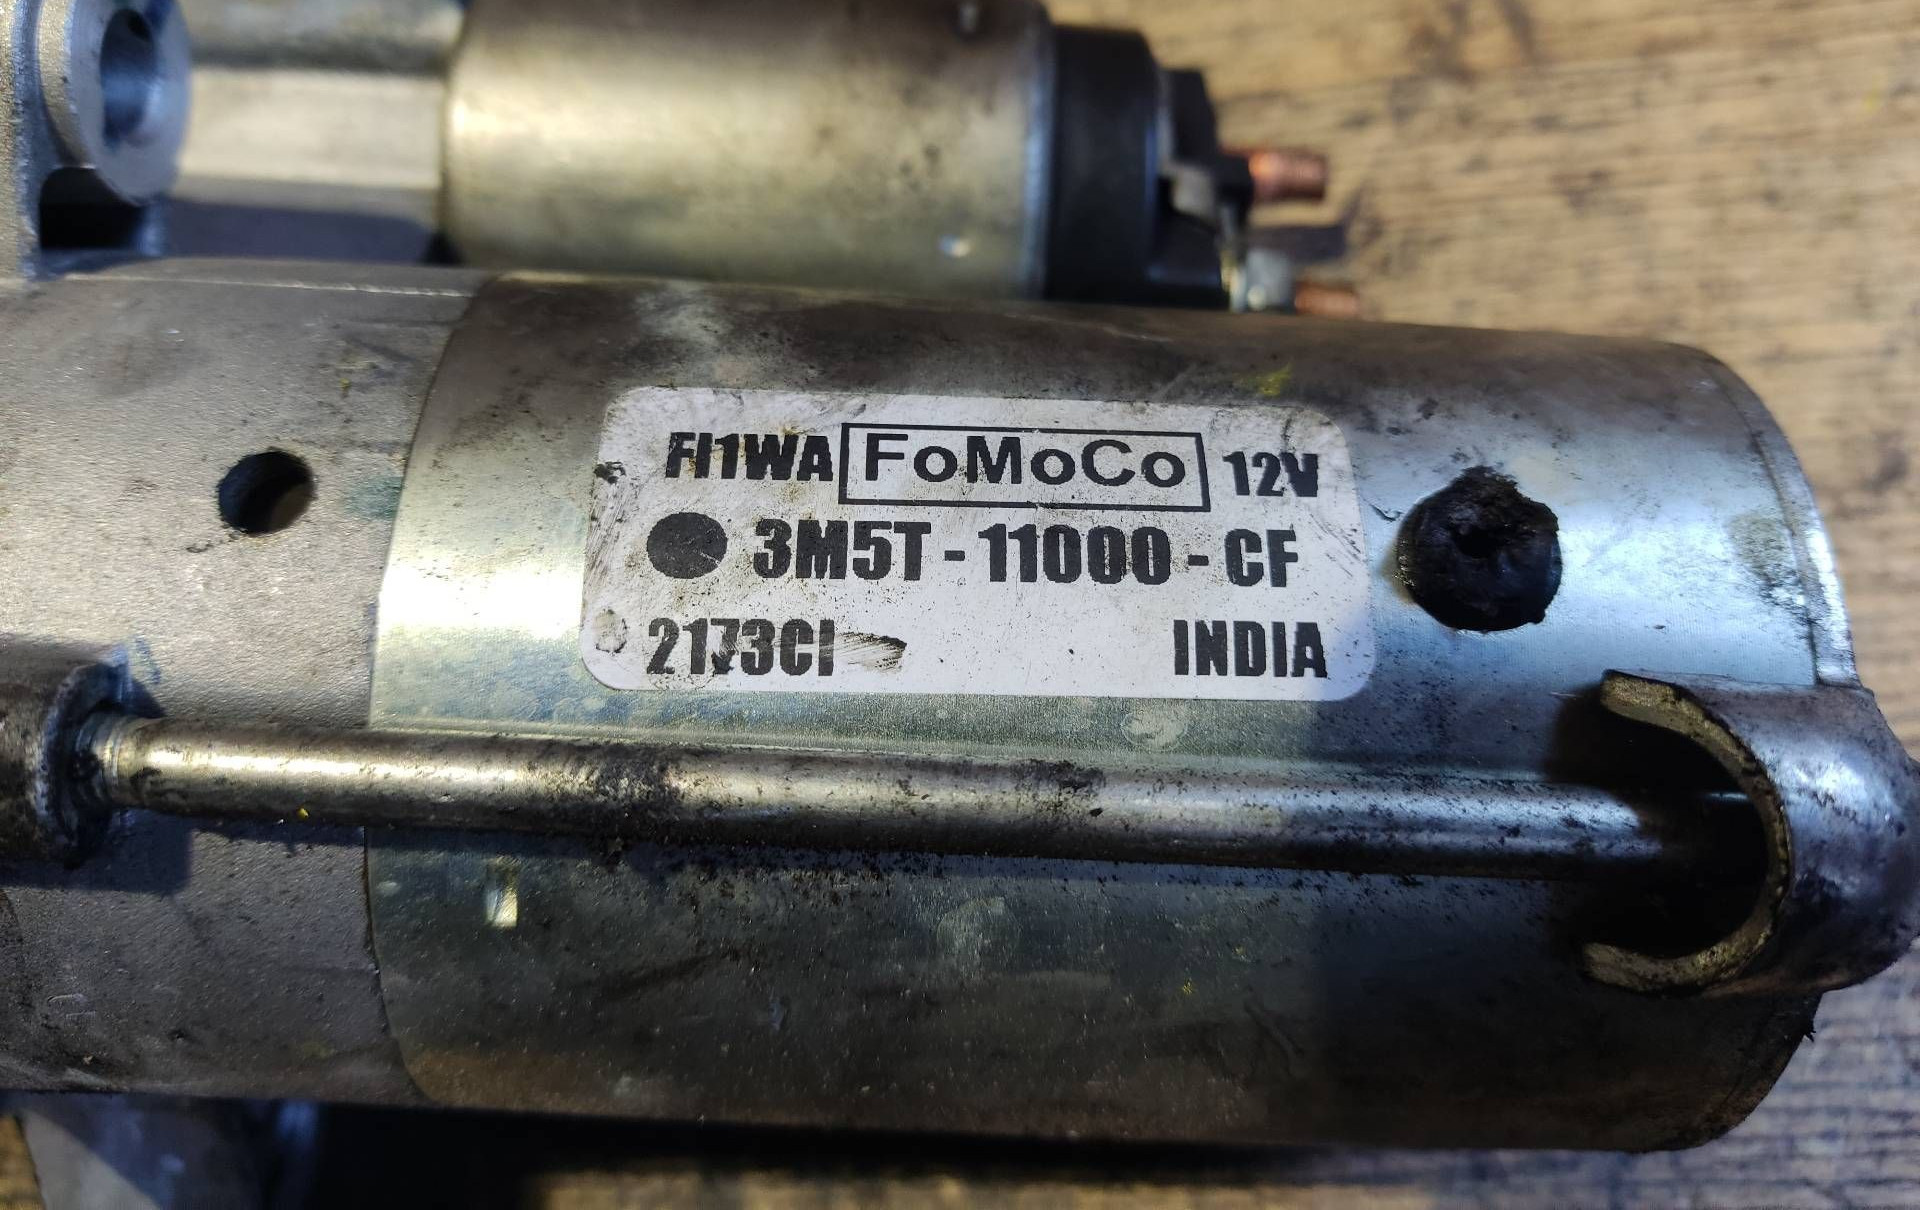 FI1WA FoMoCo 12V
3M5T - 11000 - CF
2173CI INDIA